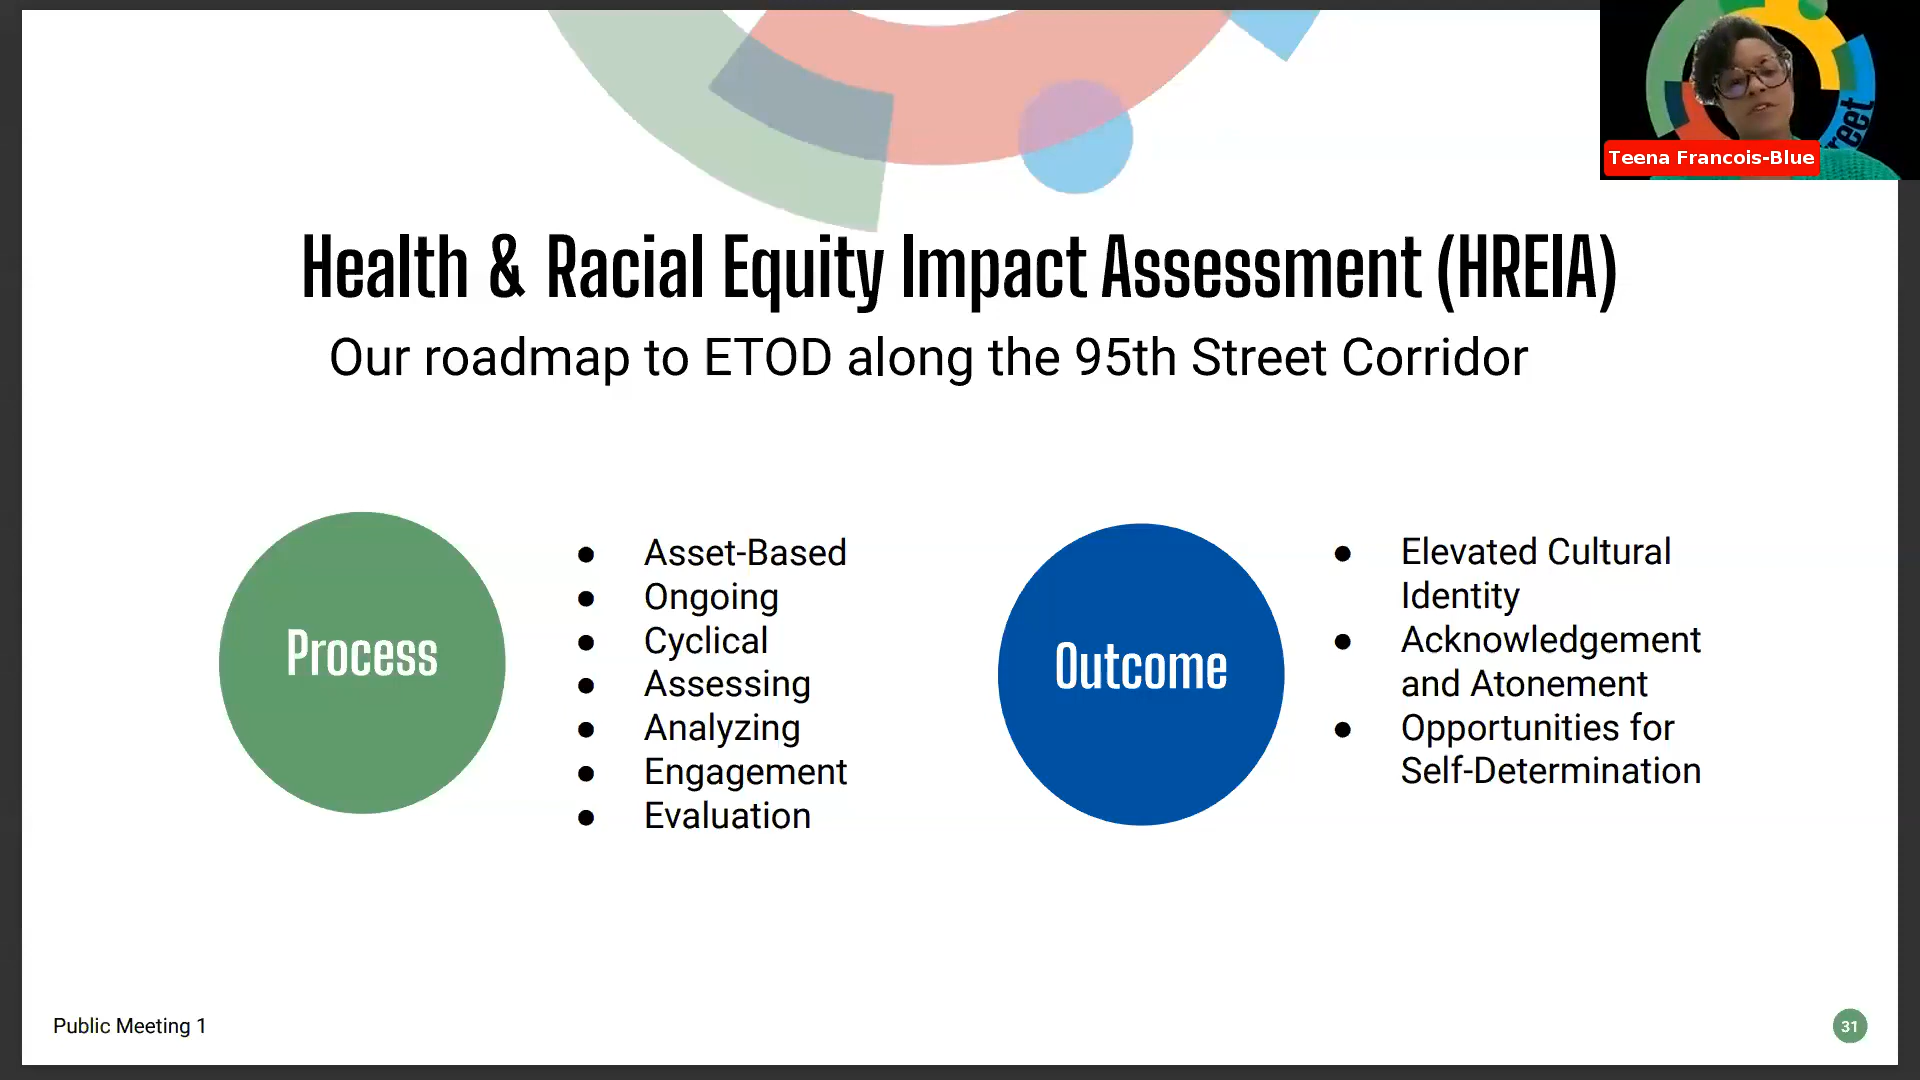 reet
Teena Francois-Blue
Health & Racial Equity Impact Assessment (HREIA)
Our roadmap to ETOD along the 95th Street Corridor
Process
● Asset-Based
● Ongoing
● Cyclical
● Assessing
● Analyzing
● Engagement
● Evaluation
Outcome
● Elevated Cultural
Identity
● Acknowledgement
and Atonement
● Opportunities for
Self-Determination
Public Meeting 1
31